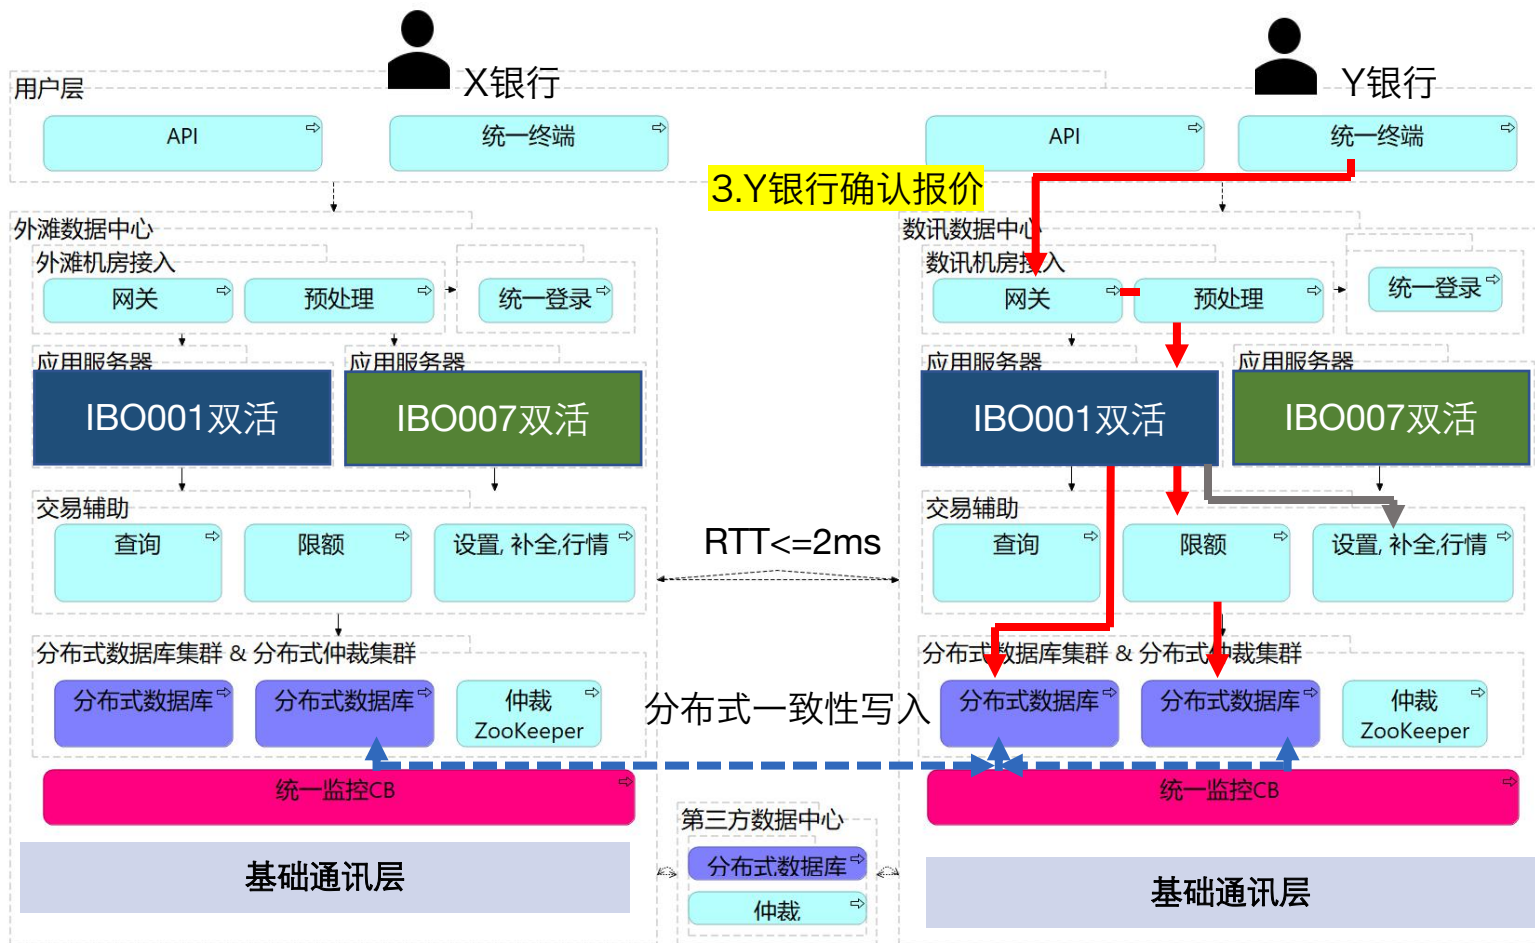 X银行
Y银行
用户层
API
统一终端
API
统一终端
3.Y银行确认报价
外滩数据中心
外滩机房接入
网关
预处理
统一登录
应用服务器
应用服务器
IBO001双活
IBO007双活
交易辅助
查询
限额
设置, 补全,行情
分布式数据库集群 & 分布式仲裁集群
分布式数据库
分布式数据库
仲裁
ZooKeeper
统一监控CB
基础通讯层
RTT<=2ms
分布式一致性写入
第三方数据中心
分布式数据库
仲裁
数讯数据中心
数讯机房接入
网关
预处理
统一登录
应用服务器
应用服务器
IBO001双活
IBO007双活
交易辅助
查询
限额
设置, 补全,行情
分布式数据库集群 & 分布式仲裁集群
分布式数据库
分布式数据库
仲裁
ZooKeeper
统一监控CB
基础通讯层